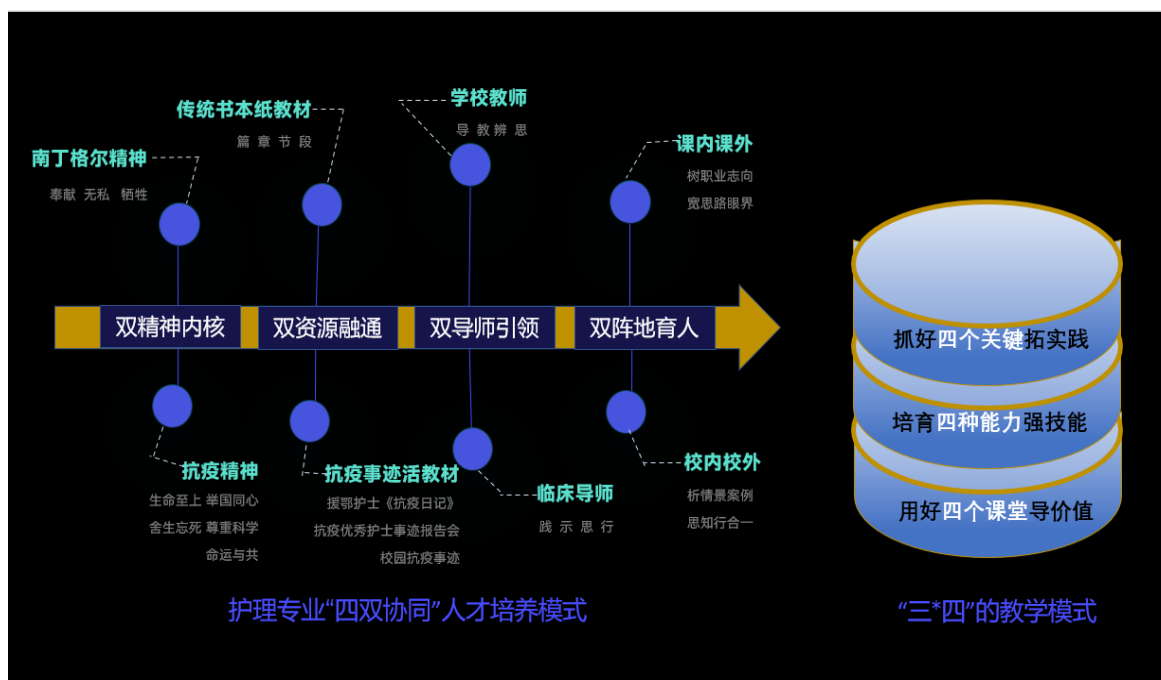 学校教师
导 教 辨 思
传统书本纸教材
篇 章 节 段
南丁格尔精神
奉献 无私 牺牲
课内课外
树职业志向
宽思路眼界
双精神内核
双资源融通
双导师引领
双阵地育人
抗疫精神
生命至上 举国同心
舍生忘死 尊重科学
命运与共
抗疫事迹活教材
援鄂护士《抗疫日记》
抗疫优秀护士事迹报告会
校园抗疫事迹
临床导师
践 示 思 行
校内校外
析情景案例
思知行合一
护理专业“四双协同”人才培养模式
抓好四个关键拓实践
培育四种能力强技能
用好四个课堂导价值
“三*四”的教学模式